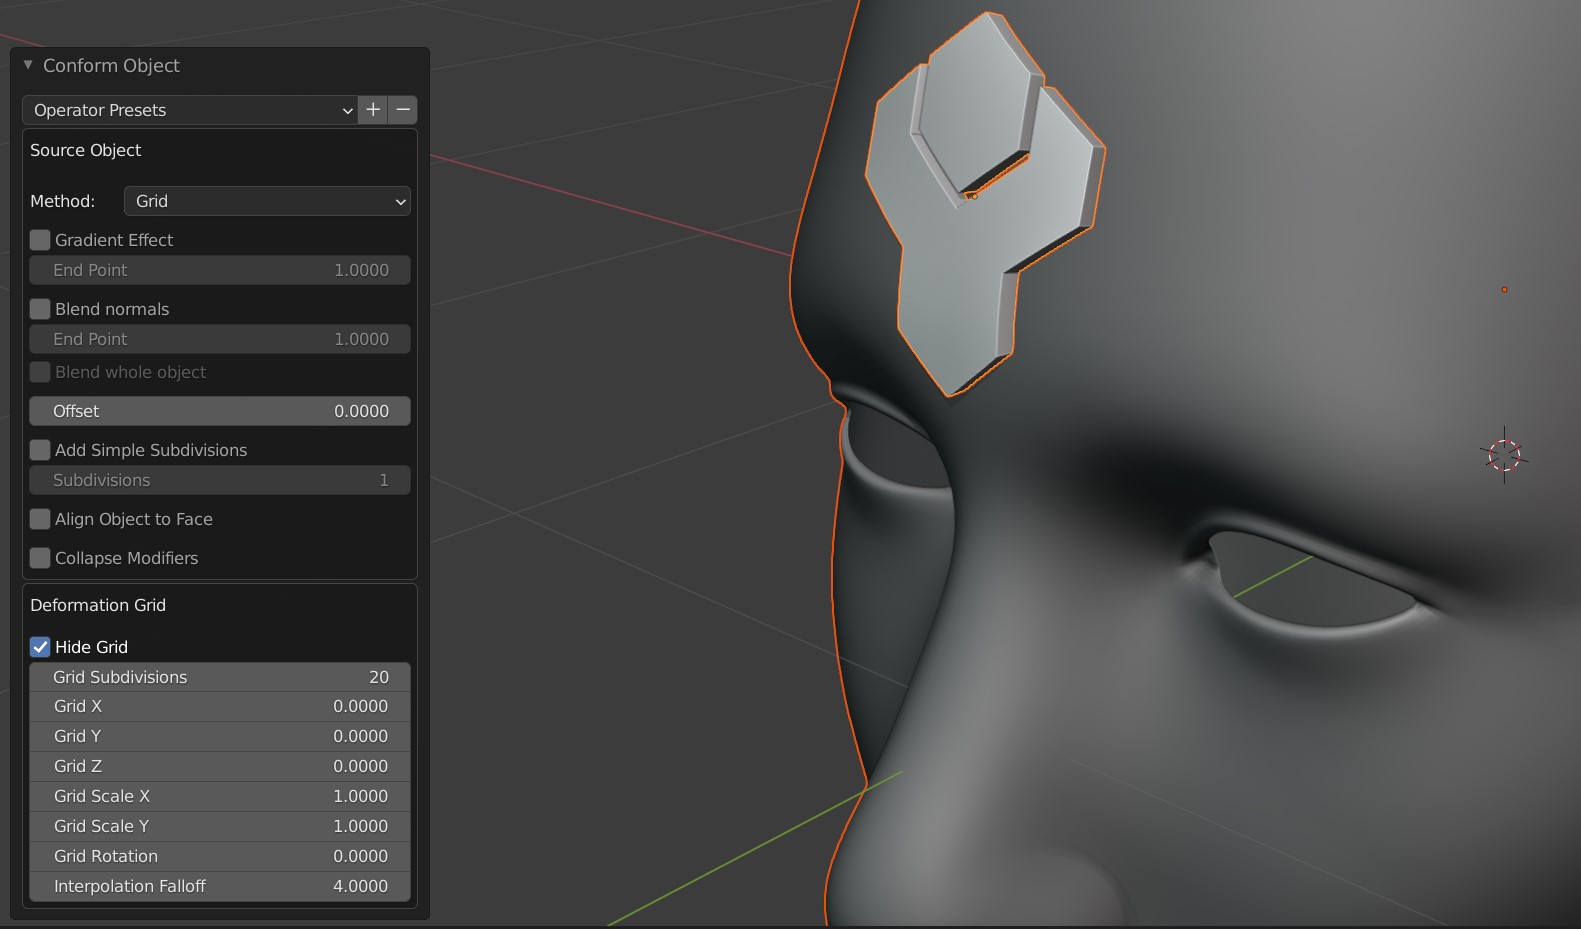 Conform Object
Operator Presets
Source Object
Method: Grid
Gradient Effect
End Point 1.0000
Blend normals
End Point 1.0000
Blend whole object
Offset 0.0000
Add Simple Subdivisions
Subdivisions 1
Align Object to Face
Collapse Modifiers
Deformation Grid
Hide Grid
Grid Subdivisions 20
Grid X 0.0000
Grid Y 0.0000
Grid Z 0.0000
Grid Scale X 1.0000
Grid Scale Y 1.0000
Grid Rotation 0.0000
Interpolation Falloff 4.0000